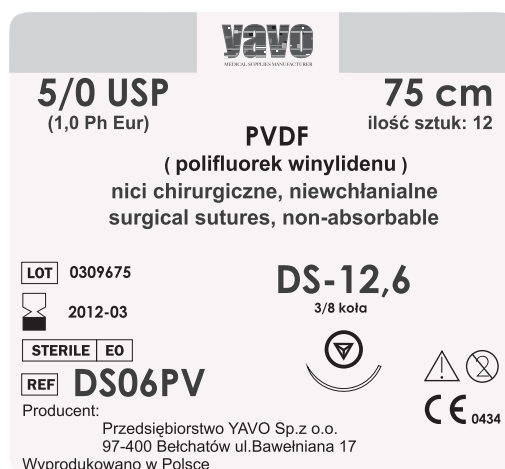 yavo
MEDICAL SUPPLIES MANUFACTURER
5/0 USP
75 cm
(1,0 Ph Eur)
ilość sztuk: 12
PVDF
( polifluorek winylidenu )
nici chirurgiczne, niewchłanialne
surgical sutures, non-absorbable
LOT 0309675
DS-12,6
3/8 koła
2012-03
STERILE EO
REF DS06PV
2
CE 0434
Producent:
Przedsiębiorstwo YAVO Sp.z o.o.
97-400 Bełchatów ul.Bawełniana 17
Wyprodukowano w Polsce